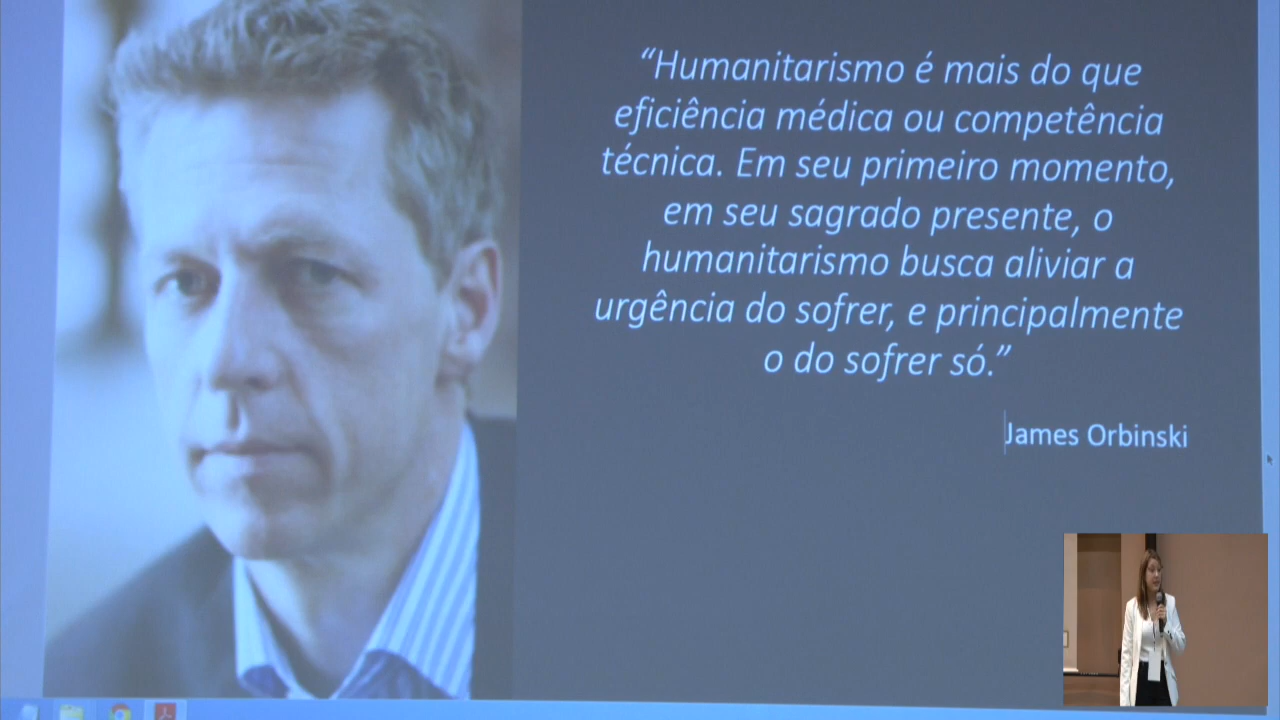 “Humanitarismo é mais do que
eficiência médica ou competência
técnica. Em seu primeiro momento,
em seu sagrado presente, o
humanitarismo busca aliviar a
urgência do sofrer, e principalmente
o do sofrer só.”
James Orbinski